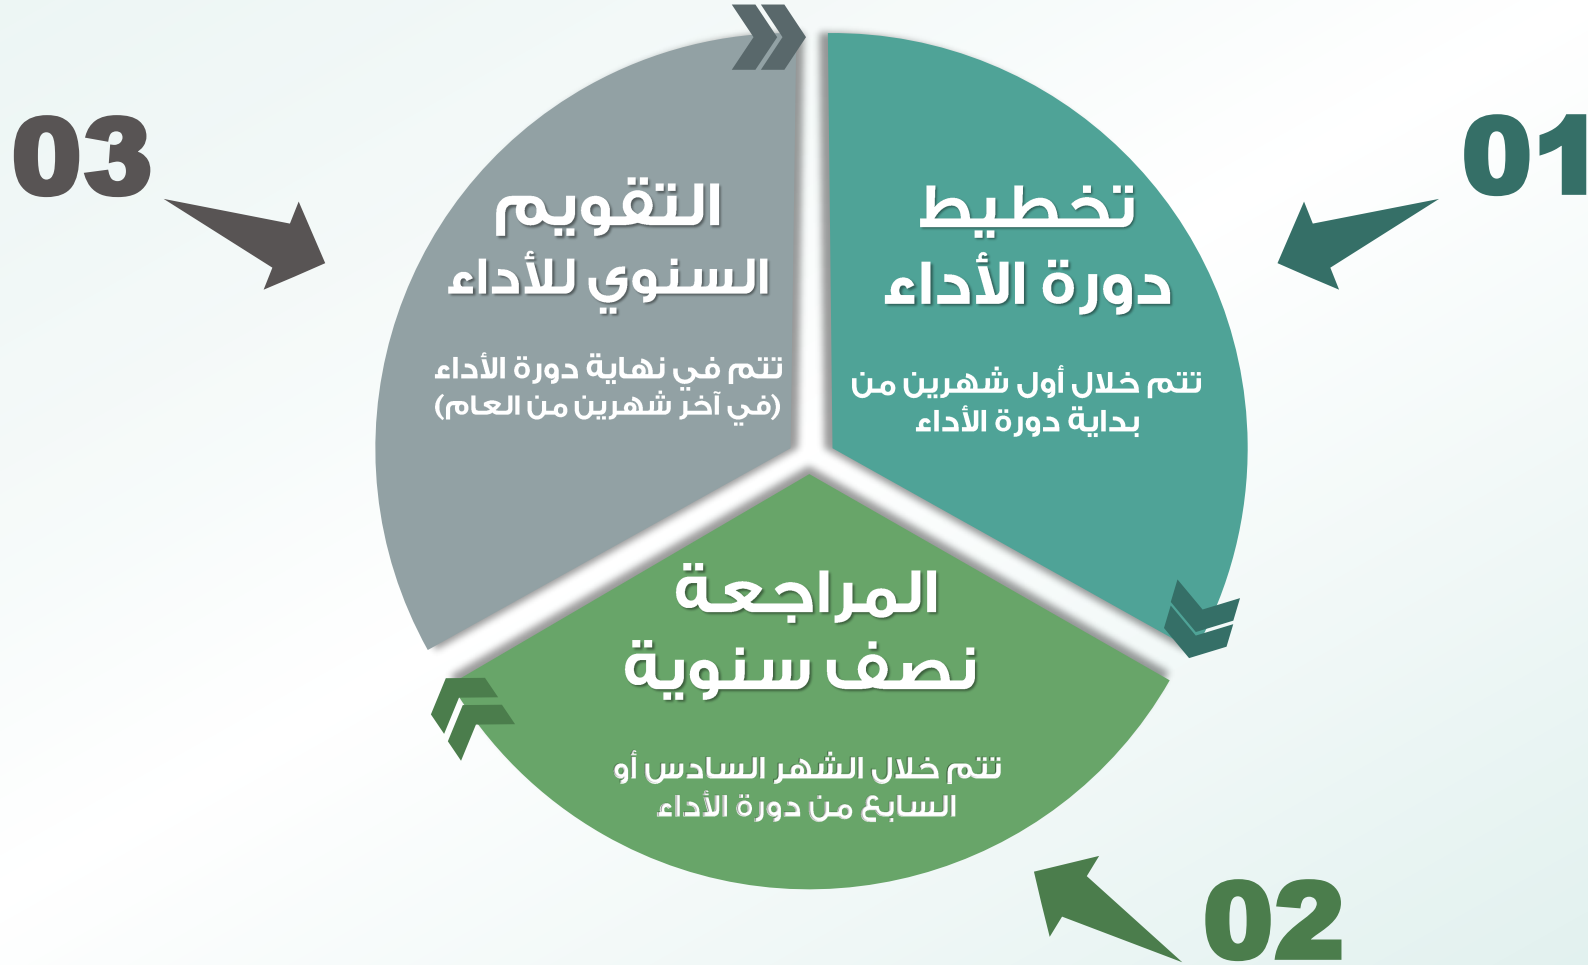 01
تخطيط
دورة الأداء
تتم خلال أول شهرين من
بداية دورة الأداء
02
المراجعة
نصف سنوية
تتم خلال الشهر السادس أو
السابع من دورة الأداء
03
التقويم
السنوي للأداء
تتم في نهاية دورة الأداء
(في آخر شهرين من العام)